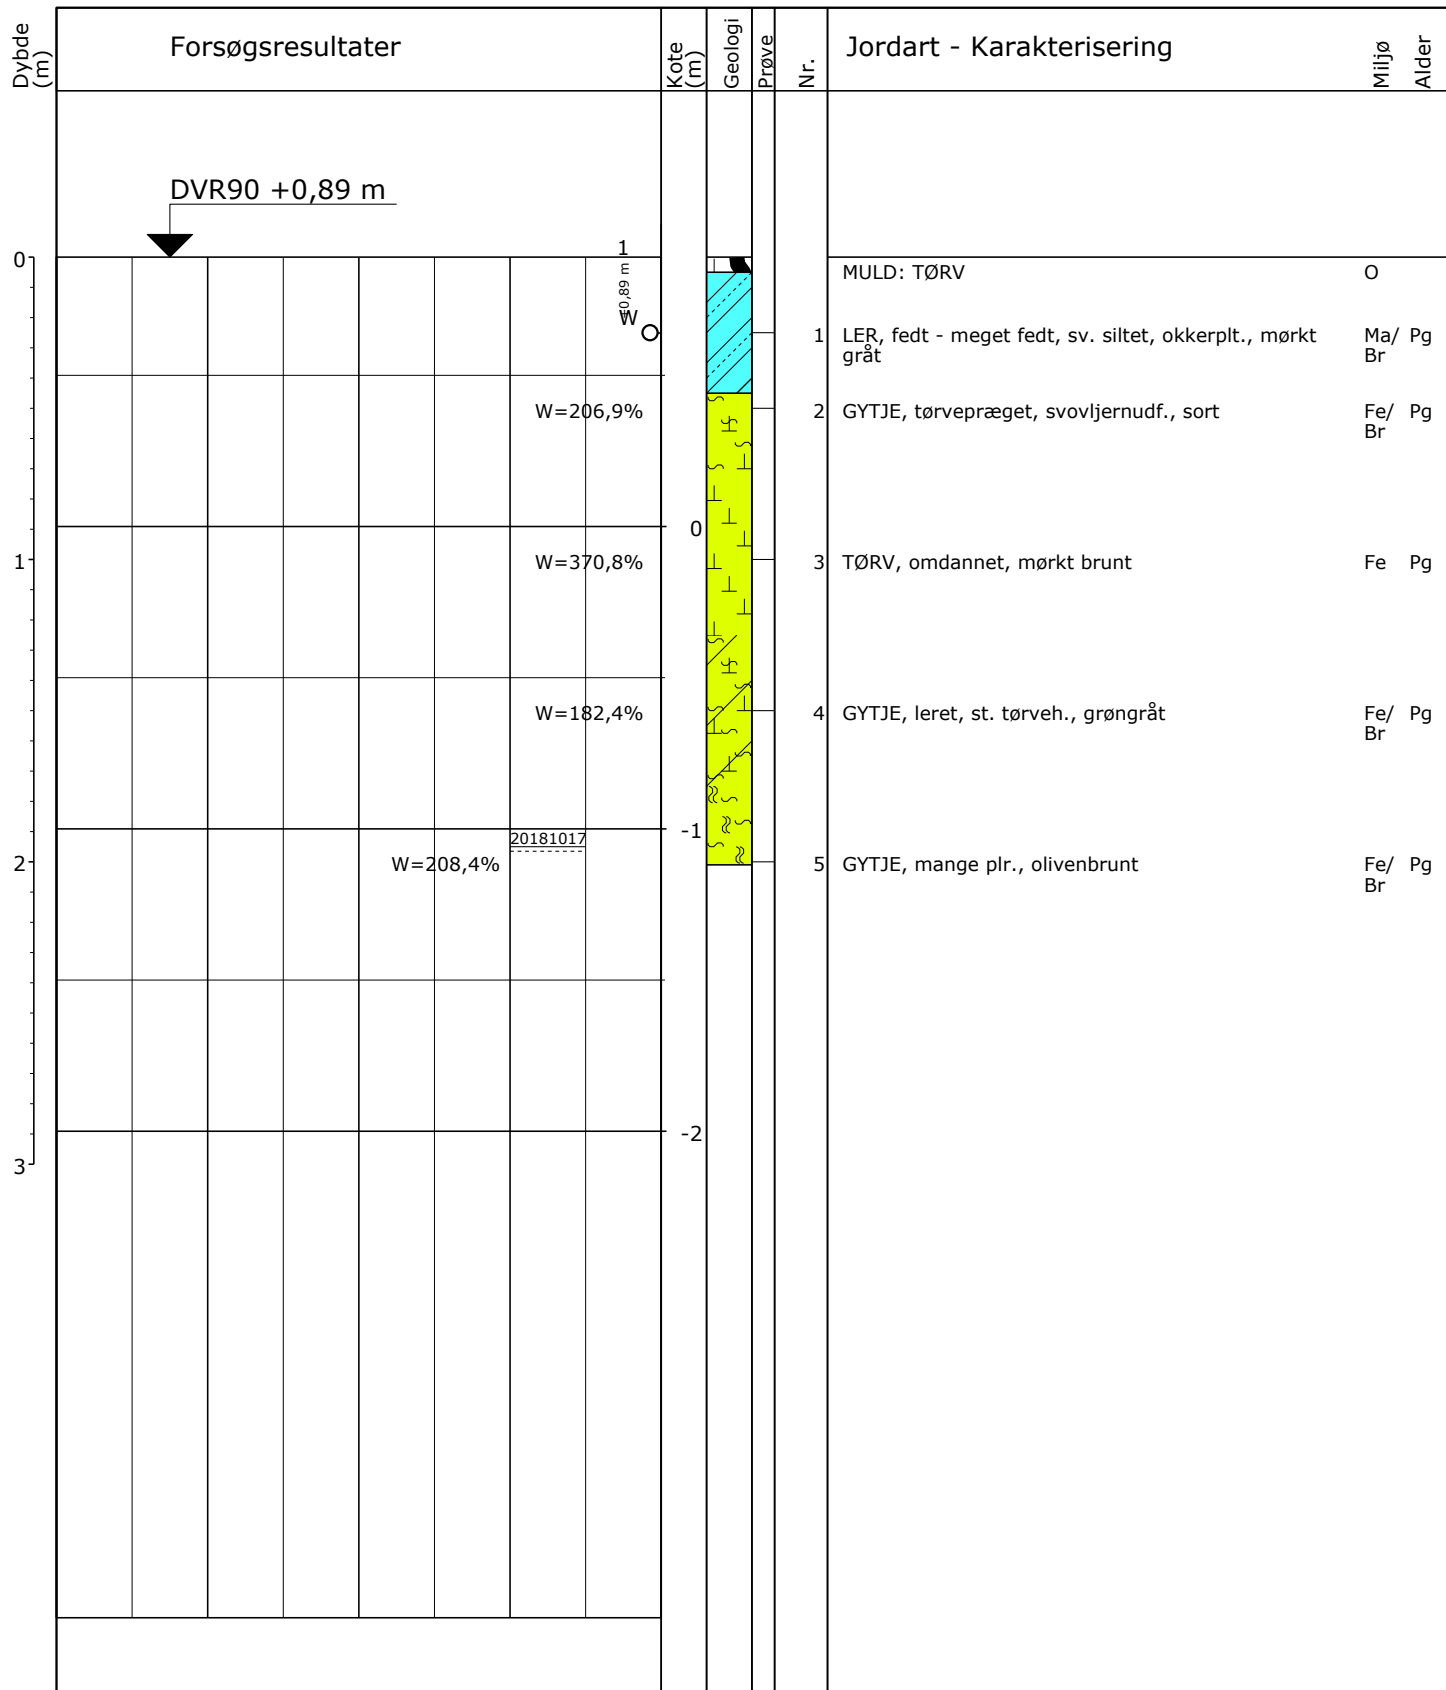 Dybde
(m)
Forsøgsresultater
Kote
(m)
Geologi
Prøve
Nr.
Jordart - Karakterisering
Miljø
Alder
DVR90 +0,89 m
1
+0,89 m
W
0
MULD: TØRV O
1 LER, fedt - meget fedt, sv. siltet, okkerplt., mørkt Ma/ Pg
gråt Br
W=206,9% 2 GYTJE, tørvepræget, svovljernudf., sort Fe/ Pg
Br
0
1 W=370,8% 3 TØRV, omdannet, mørkt brunt Fe Pg
W=182,4% 4 GYTJE, leret, st. tørveh., grøngråt Fe/ Pg
Br
-1
20181017
2 W=208,4% 5 GYTJE, mange plr., olivenbrunt Fe/ Pg
Br
-2
3